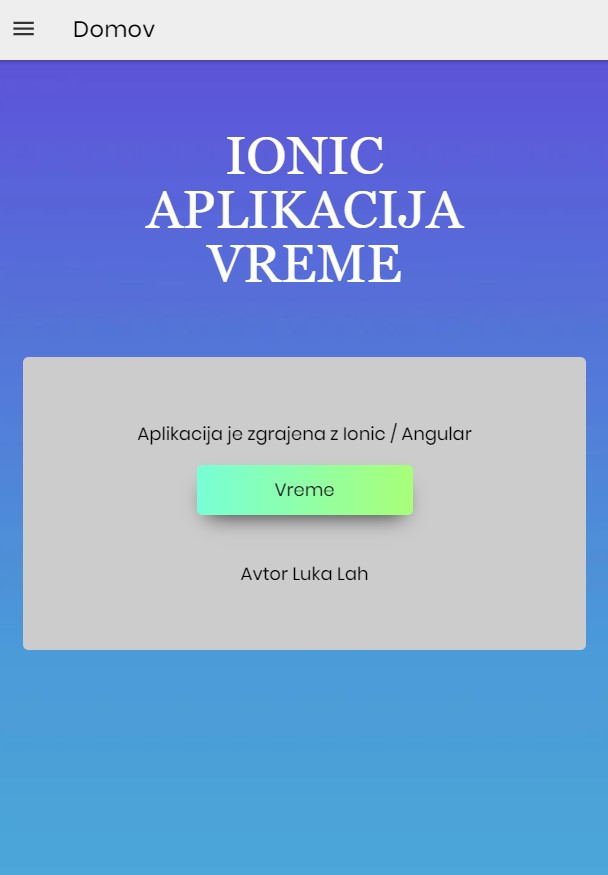 Domov
IONIC
APLIKACIJA
VREME
Aplikacija je zgrajena z Ionic / Angular
Vreme
Avtor Luka Lah